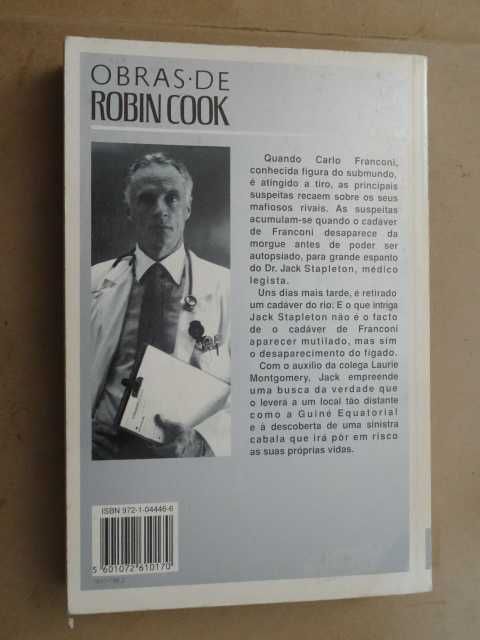 OBRAS·DE
ROBIN COOK
Quando Carlo Franconi,
conhecida figura do submundo,
é atingido a tiro, as principais
suspeitas recaem sobre os seus
mafiosos rivais. As suspeitas
acumulam-se quando o cadáver
de Franconi desaparece da
morgue antes de poder ser
autopsiado, para grande espanto
do Dr. Jack Stapleton, médico
legista.
Uns dias mais tarde, é retirado
um cadáver do rio: E o que intriga
Jack Stapleton não é o facto
de o cadáver de Franconi
aparecer mutilado, mas sim
o desaparecimento do fígado.
Com o auxílio da colega Laurie
Montgomery, Jack empreende
uma busca da verdade que
o levará a um local tão distante
como a Guiné Equatorial
e à descoberta de uma sinistra
cabala que irá pôr em risco
as suas próprias vidas.
ISBN 972-1-04446-6
5 601072 610170